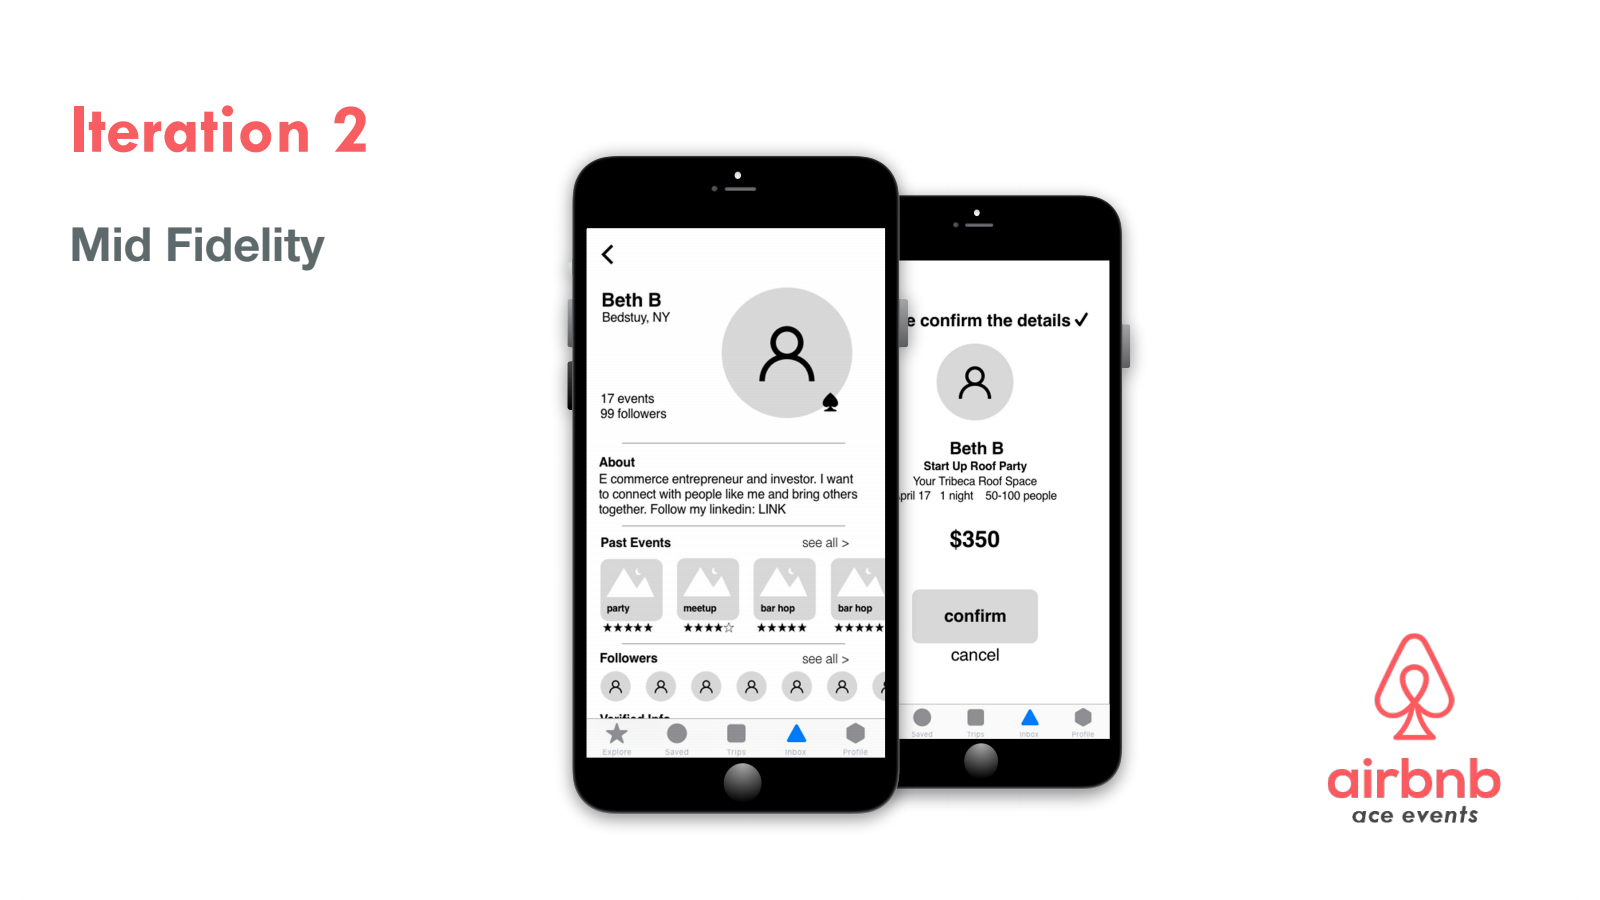 Iteration 2
Mid Fidelity
Beth B
Bedstuy, NY
17 events
99 followers
About
E commerce entrepreneur and investor. I want
to connect with people like me and bring others
together. Follow my linkedin: LINK
Past Events see all >
party meetup bar hop bar hop
★★★★★ ★★★★☆ ★★★★★ ★★★★★
Followers see all >
Verified Info
Explore Saved Trips Inbox Profile
e confirm the details ✓
Beth B
Start Up Roof Party
Your Tribeca Roof Space
pril 17 1 night 50-100 people
$350
confirm
cancel
Saved Trips Inbox Profile
airbnb
ace events